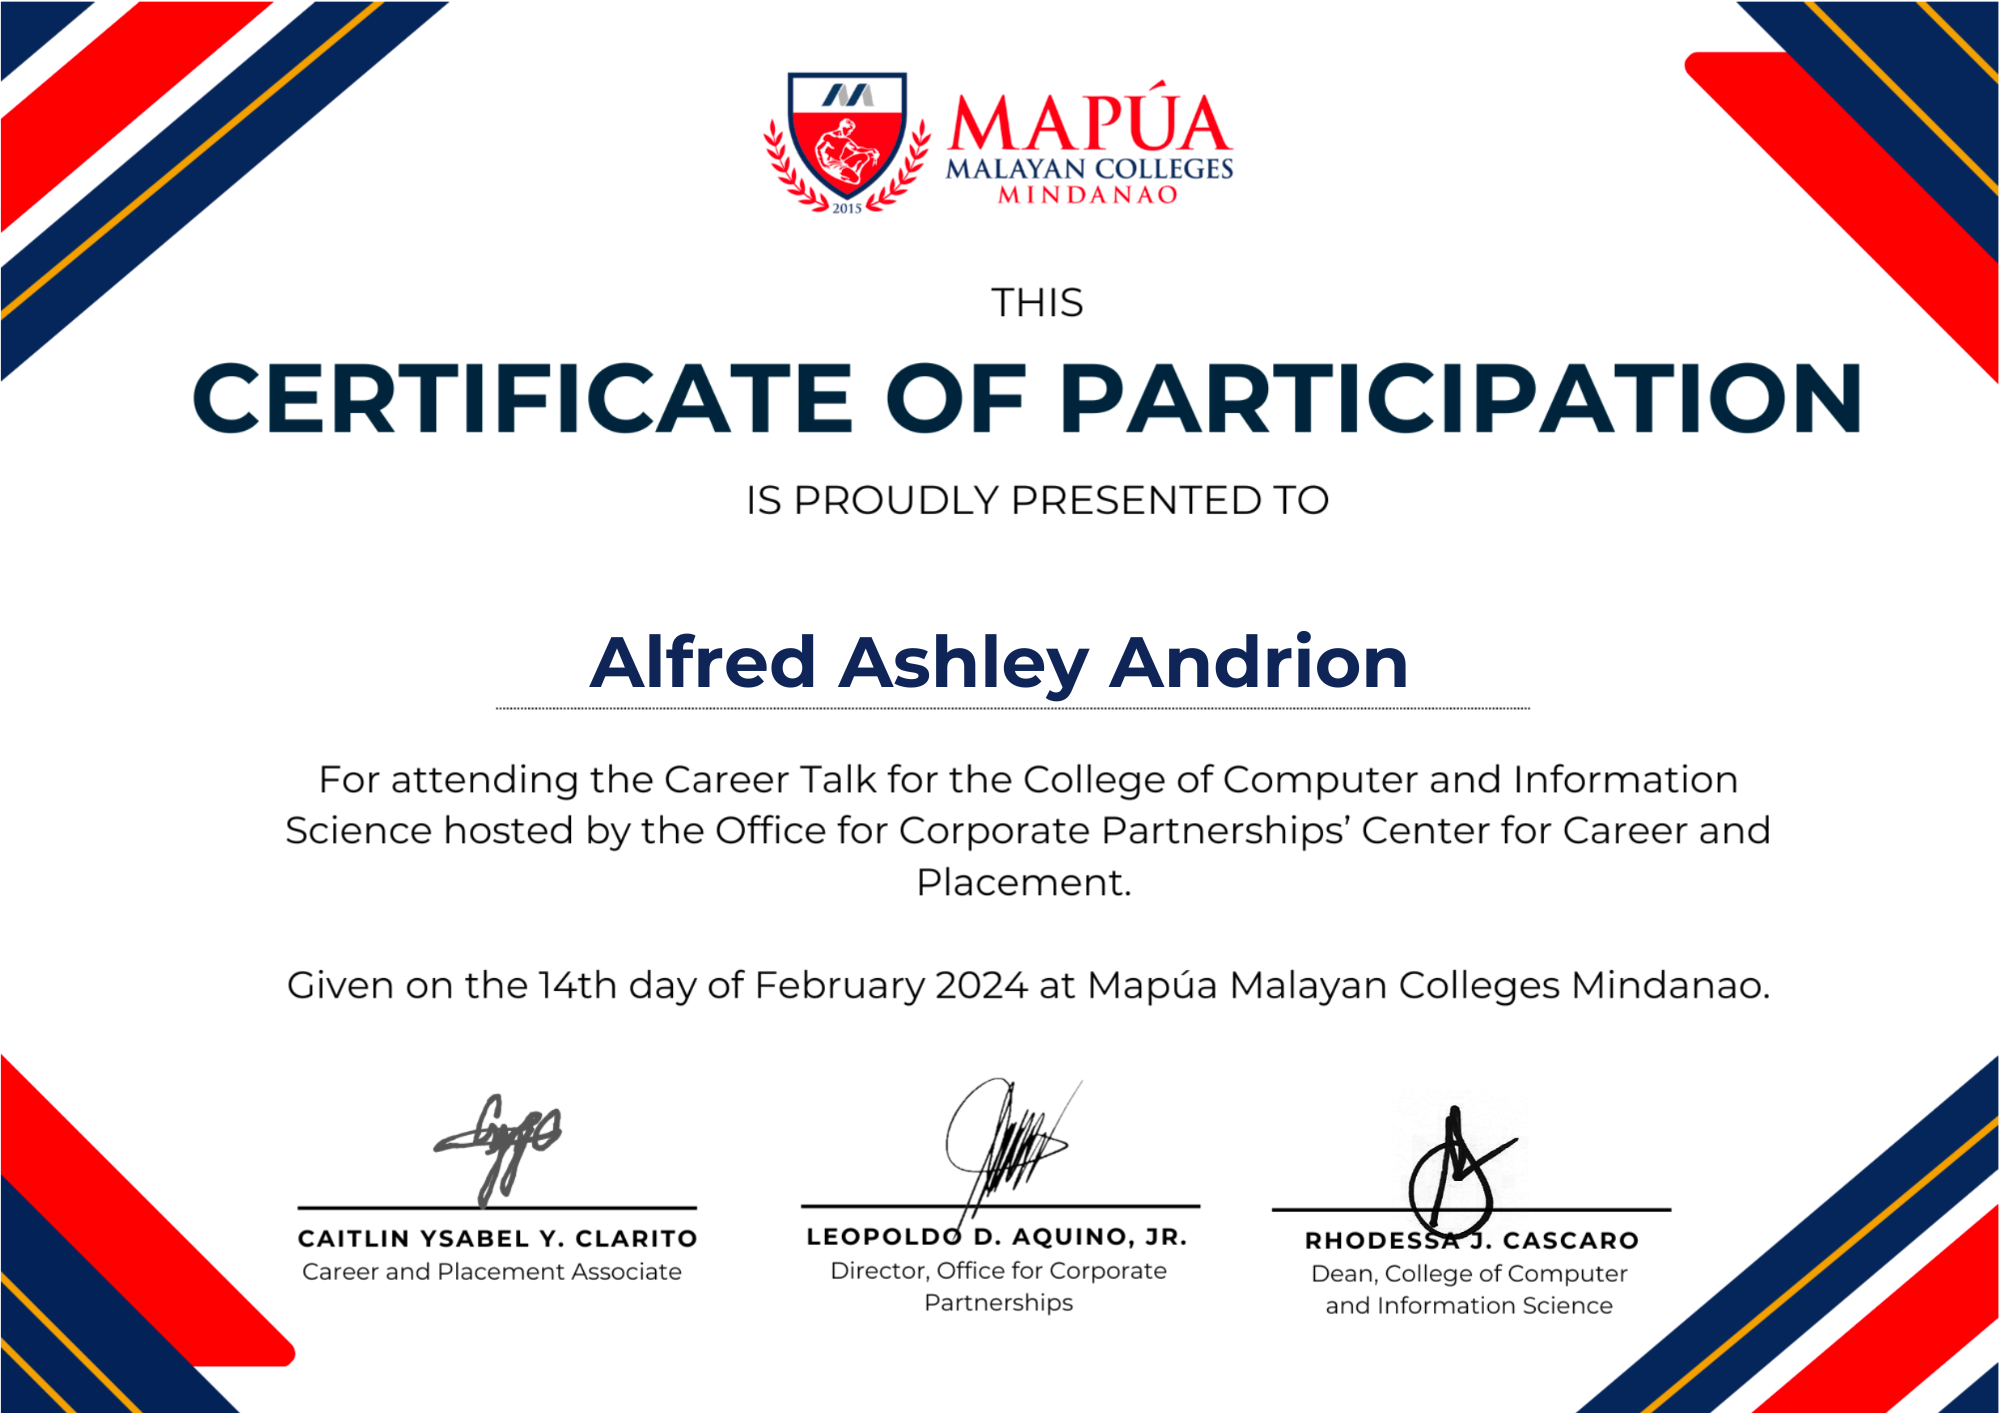 MAPÚA
MALAYAN COLLEGES
MINDANAO
2015
THIS
CERTIFICATE OF PARTICIPATION
IS PROUDLY PRESENTED TO
Alfred Ashley Andrion
For attending the Career Talk for the College of Computer and Information
Science hosted by the Office for Corporate Partnerships’ Center for Career and
Placement.
Given on the 14th day of February 2024 at Mapúa Malayan Colleges Mindanao.
CAITLIN YSABEL Y. CLARITO
Career and Placement Associate
LEOPOLDO D. AQUINO, JR.
Director, Office for Corporate
Partnerships
RHODESSA J. CASCARO
Dean, College of Computer
and Information Science